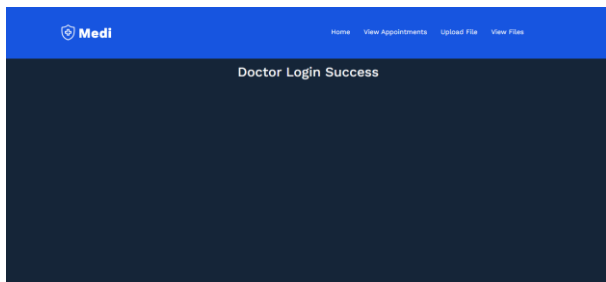 Medi
Home View Appointments Upload File View Files
Doctor Login Success